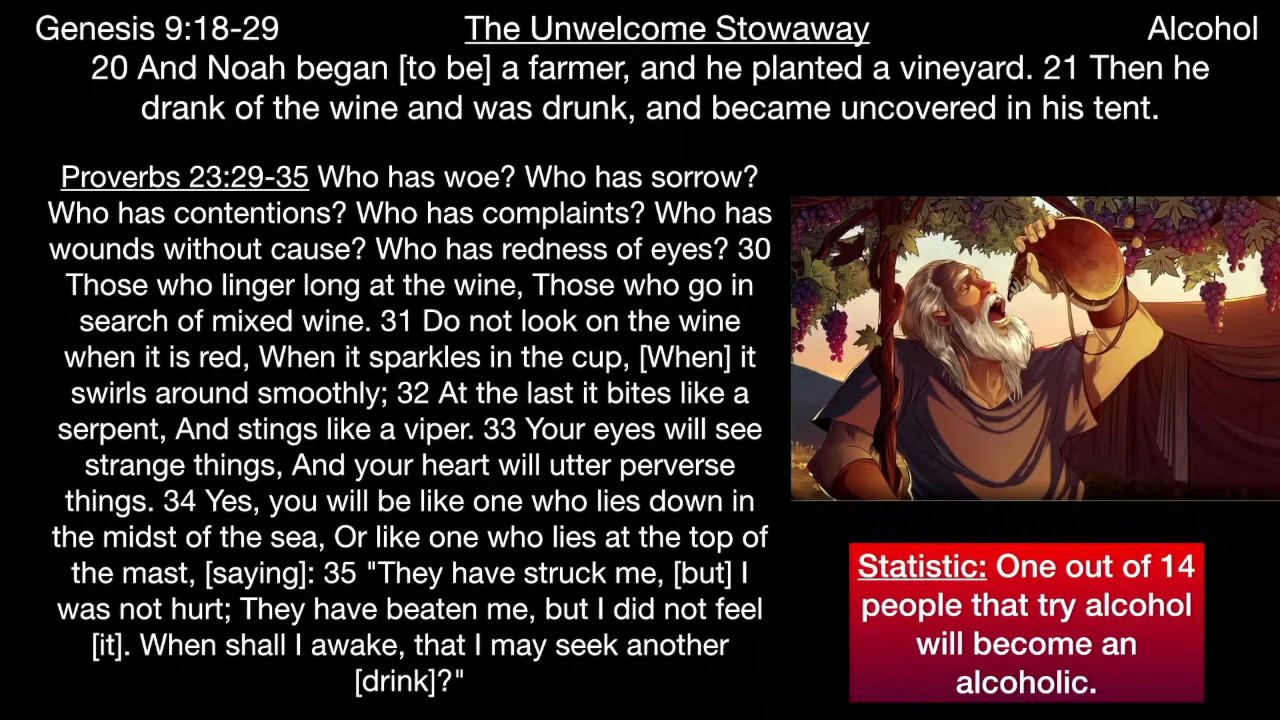 Genesis 9:18-29
The Unwelcome Stowaway
Alcohol
20 And Noah began [to be] a farmer, and he planted a vineyard. 21 Then he
drank of the wine and was drunk, and became uncovered in his tent.
Proverbs 23:29-35 Who has woe? Who has sorrow?
Who has contentions? Who has complaints? Who has
wounds without cause? Who has redness of eyes? 30
Those who linger long at the wine, Those who go in
search of mixed wine. 31 Do not look on the wine
when it is red, When it sparkles in the cup, [When] it
swirls around smoothly; 32 At the last it bites like a
serpent, And stings like a viper. 33 Your eyes will see
strange things, And your heart will utter perverse
things. 34 Yes, you will be like one who lies down in
the midst of the sea, Or like one who lies at the top of
the mast, [saying]: 35 "They have struck me, [but] I
was not hurt; They have beaten me, but I did not feel
[it]. When shall I awake, that I may seek another
[drink]?"
Statistic: One out of 14
people that try alcohol
will become an
alcoholic.